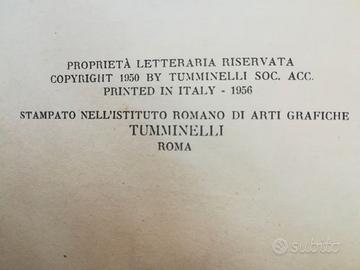 PROPRIETÀ LETTERARIA RISERVATA
COPYRIGHT 1950 BY TUMMINELLI SOC. ACC.
PRINTED IN ITALY - 1956
STAMPATO NELL'ISTITUTO ROMANO DI ARTI GRAFICHE
TUMMINELLI
ROMA
subito